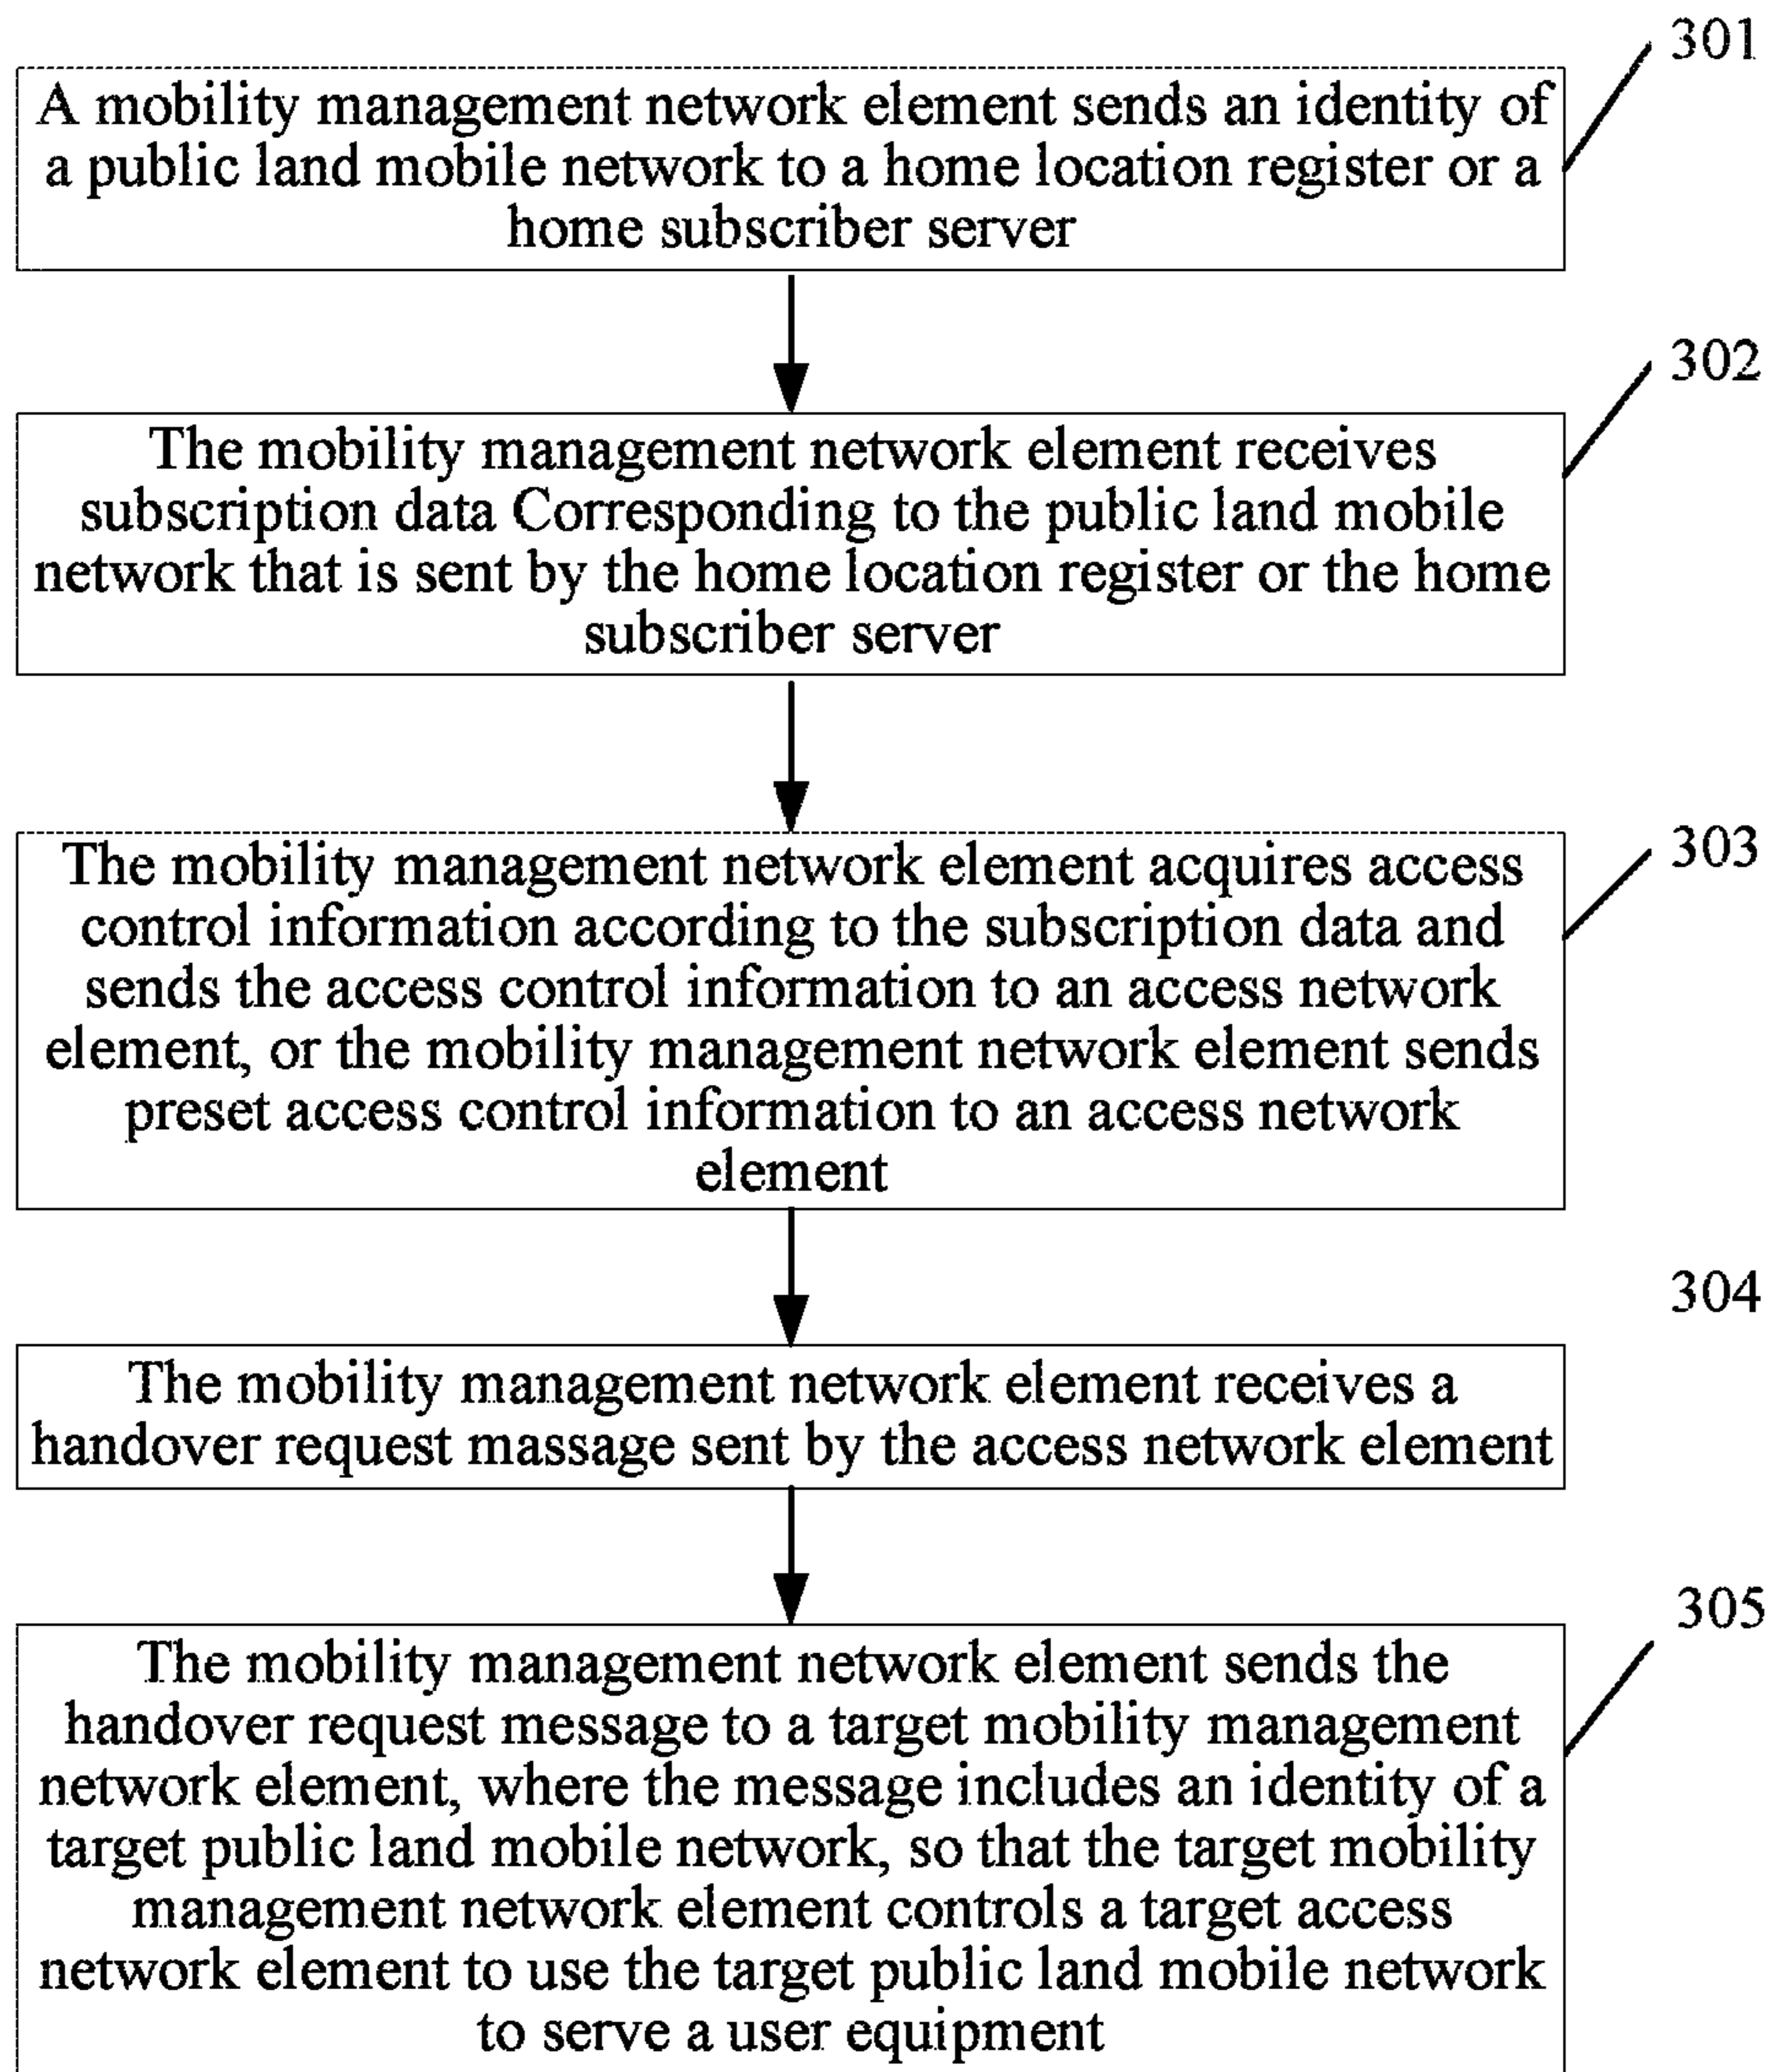 301
A mobility management network element sends an identity of
a public land mobile network to a home location register or a
home subscriber server
302
The mobility management network element receives
subscription data Corresponding to the public land mobile
network that is sent by the home location register or the home
subscriber server
303
The mobility management network element acquires access
control information according to the subscription data and
sends the access control information to an access network
element, or the mobility management network element sends
preset access control information to an access network
element
304
The mobility management network element receives a
handover request massage sent by the access network element
305
The mobility management network element sends the
handover request message to a target mobility management
network element, where the message includes an identity of a
target public land mobile network, so that the target mobility
management network element controls a target access
network element to use the target public land mobile network
to serve a user equipment